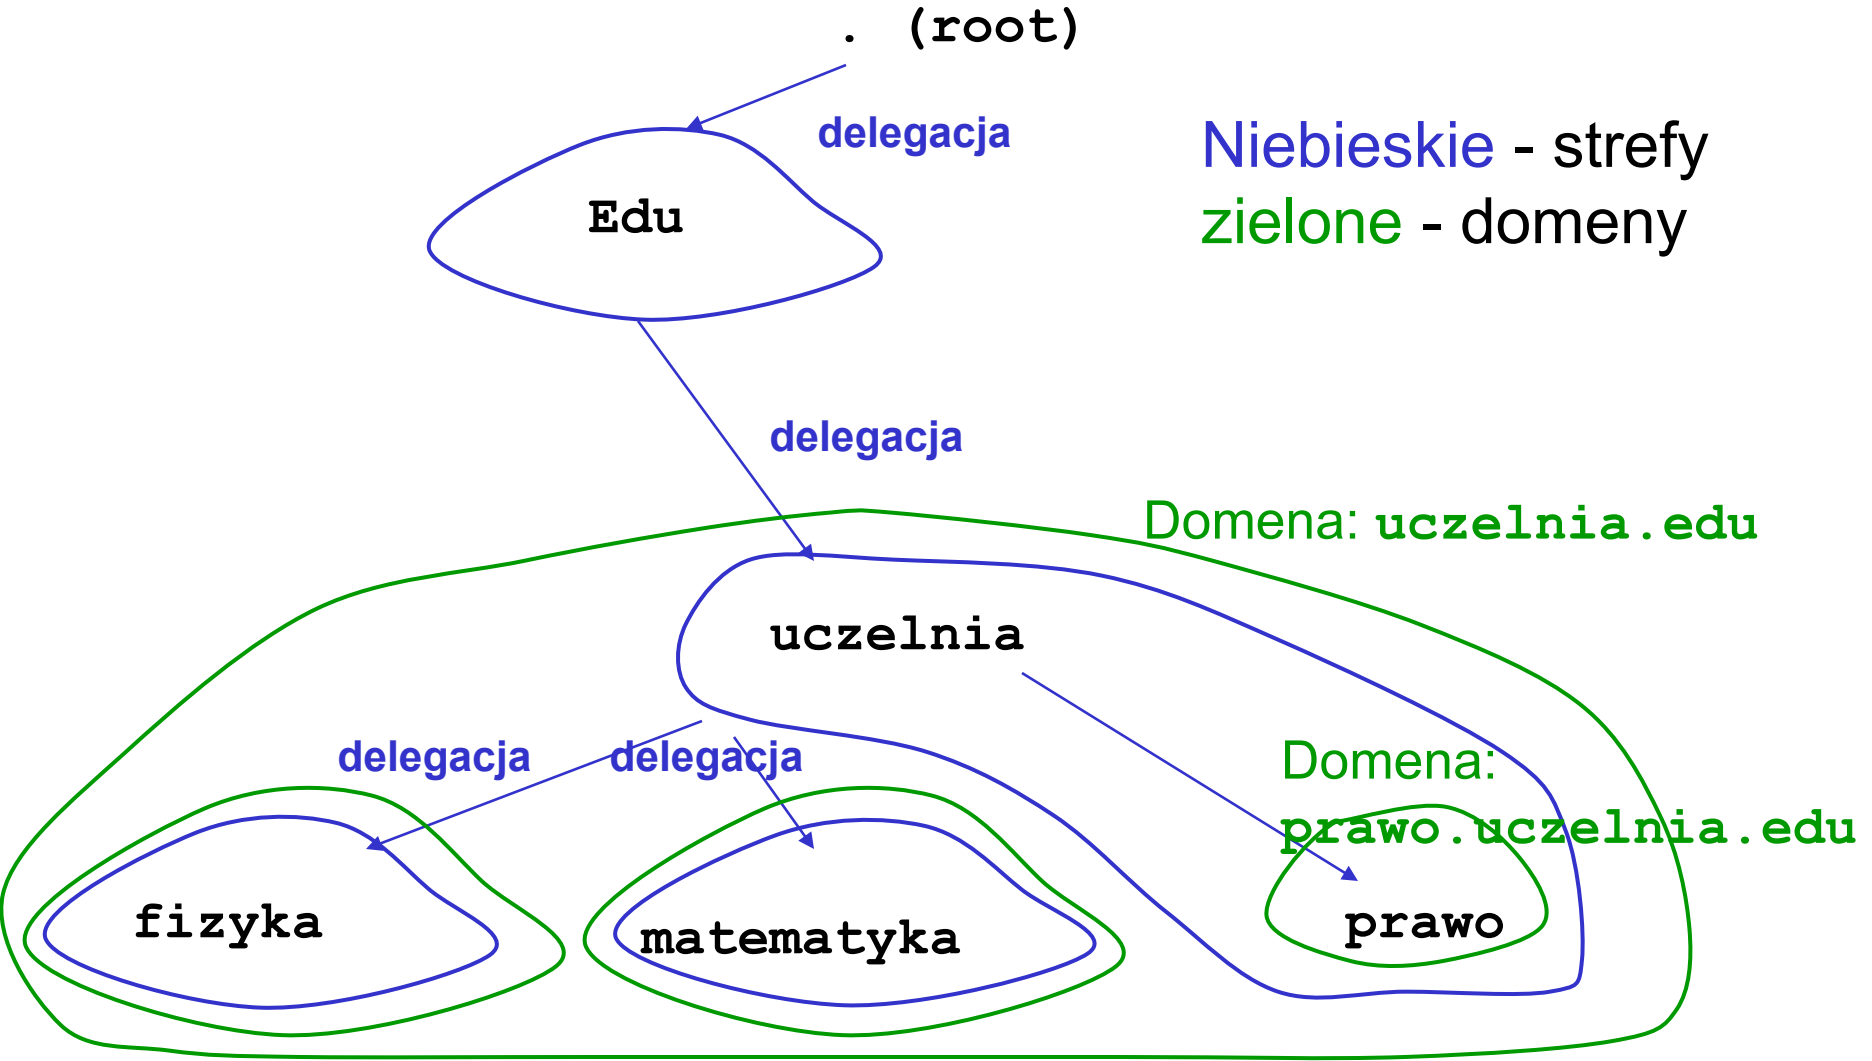 . (root)
delegacja
Niebieskie - strefy
zielone - domeny
Edu
delegacja
Domena: uczelnia.edu
uczelnia
delegacja
delegacja
Domena:
prawo.uczelnia.edu
fizyka
matematyka
prawo